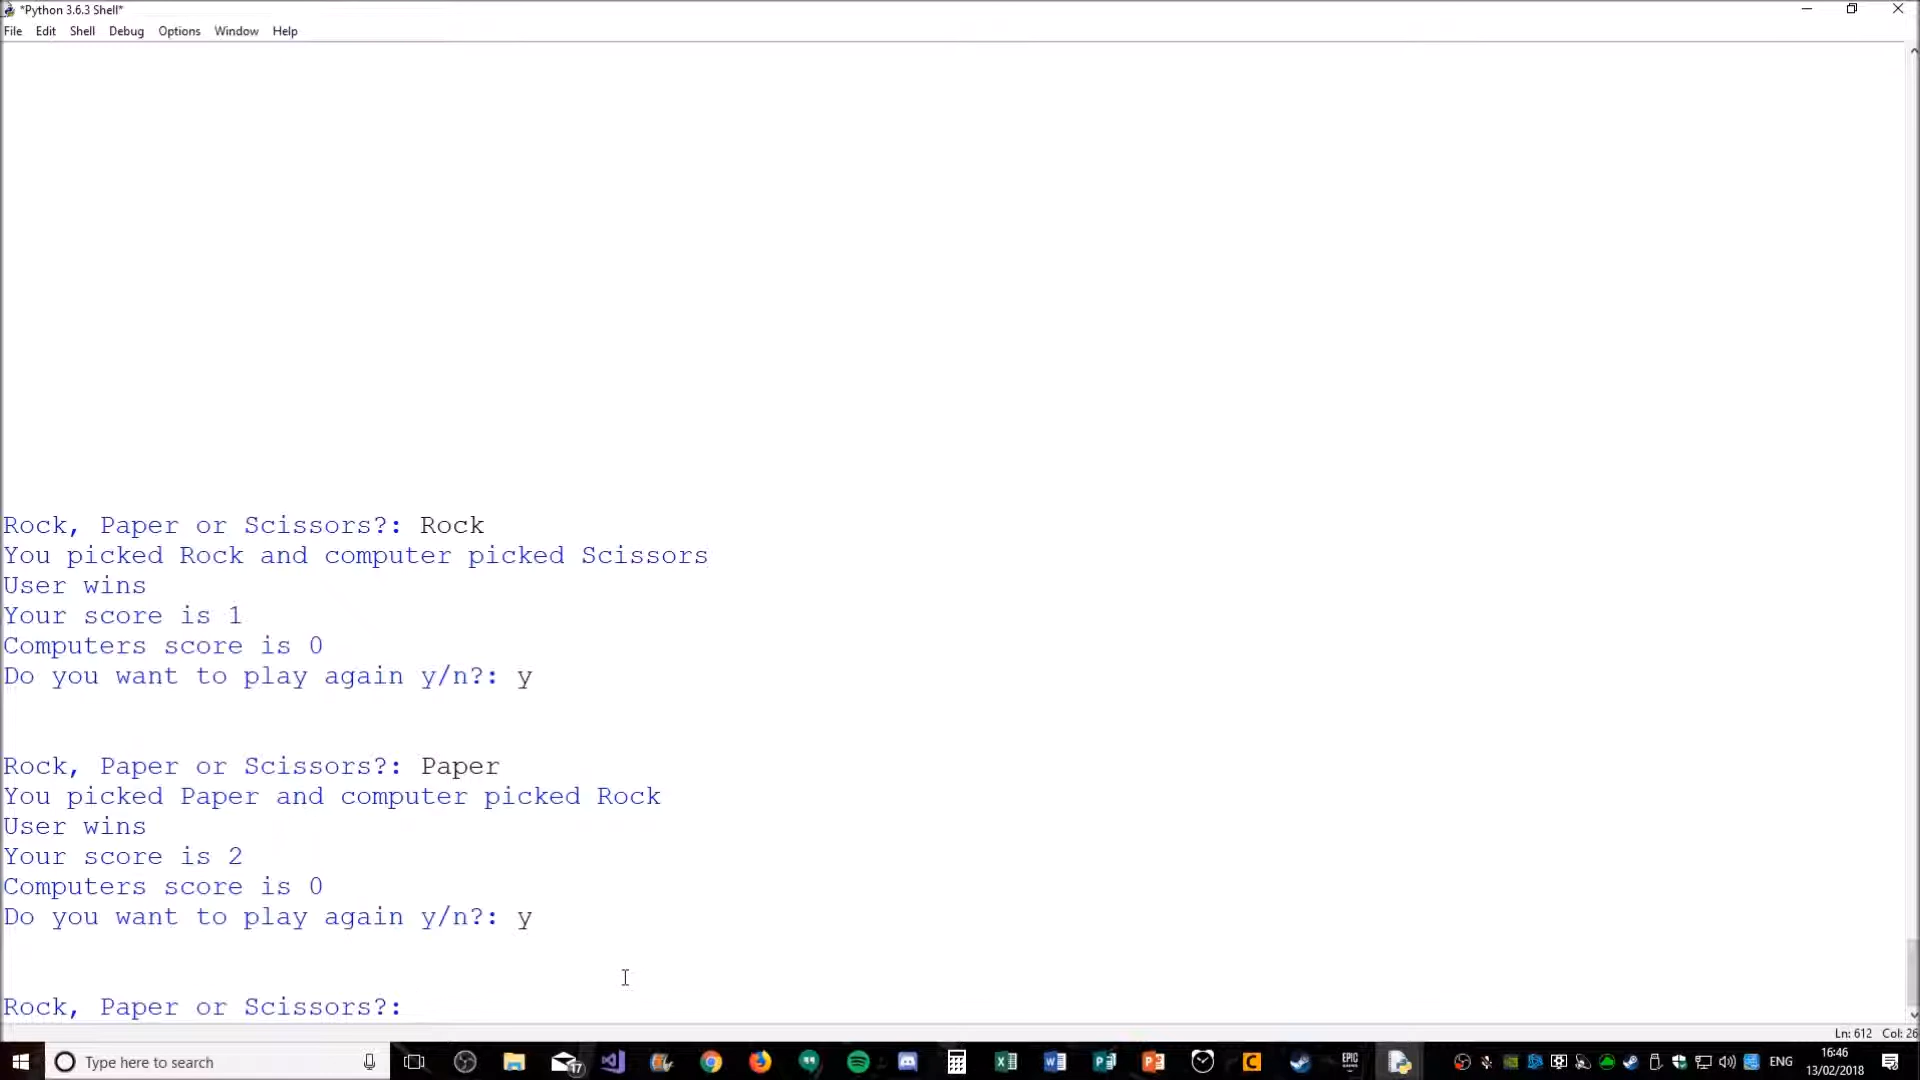 *Python 3.6.3 Shell*
File Edit Shell Debug Options Window Help
Rock, Paper or Scissors?: Rock
You picked Rock and computer picked Scissors
User wins
Your score is 1
Computers score is 0
Do you want to play again y/n?: y
Rock, Paper or Scissors?: Paper
You picked Paper and computer picked Rock
User wins
Your score is 2
Computers score is 0
Do you want to play again y/n?: y
Rock, Paper or Scissors?:
Ln: 612 Col: 26
Type here to search
17
EPIC GAMES
ENG
16:46
13/02/2018